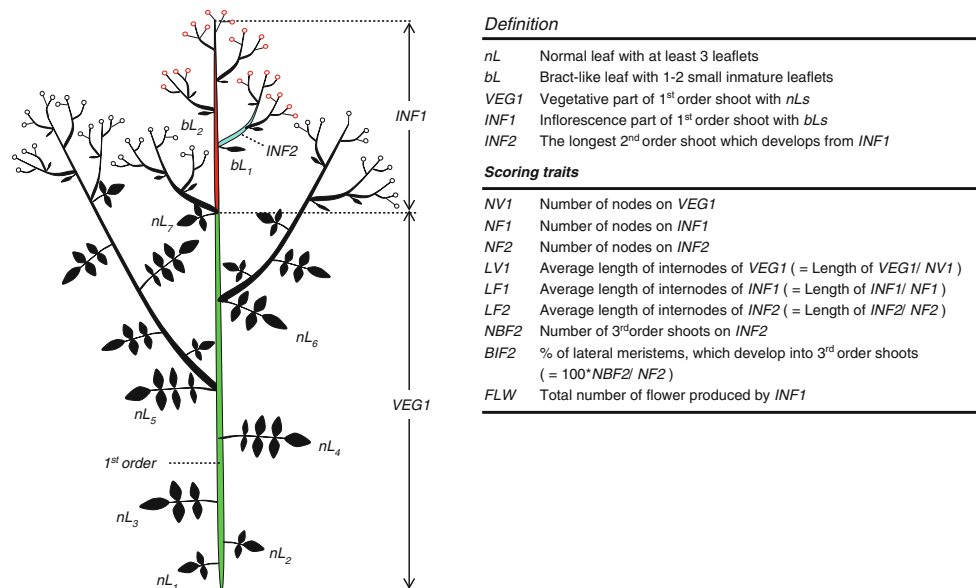 INF1
bL2
INF2
bL1
nL7
nL6
nL5
VEG1
nL4
1st order
nL3
nL2
nL1
Definition
nL Normal leaf with at least 3 leaflets
bL Bract-like leaf with 1-2 small inmature leaflets
VEG1 Vegetative part of 1st order shoot with nLs
INF1 Inflorescence part of 1st order shoot with bLs
INF2 The longest 2nd order shoot which develops from INF1
Scoring traits
NV1 Number of nodes on VEG1
NF1 Number of nodes on INF1
NF2 Number of nodes on INF2
LV1 Average length of internodes of VEG1 ( = Length of VEG1/ NV1 )
LF1 Average length of internodes of INF1 ( = Length of INF1/ NF1 )
LF2 Average length of internodes of INF2 ( = Length of INF2/ NF2 )
NBF2 Number of 3rd order shoots on INF2
BIF2 % of lateral meristems, which develop into 3rd order shoots
( = 100*NBF2/ NF2 )
FLW Total number of flower produced by INF1